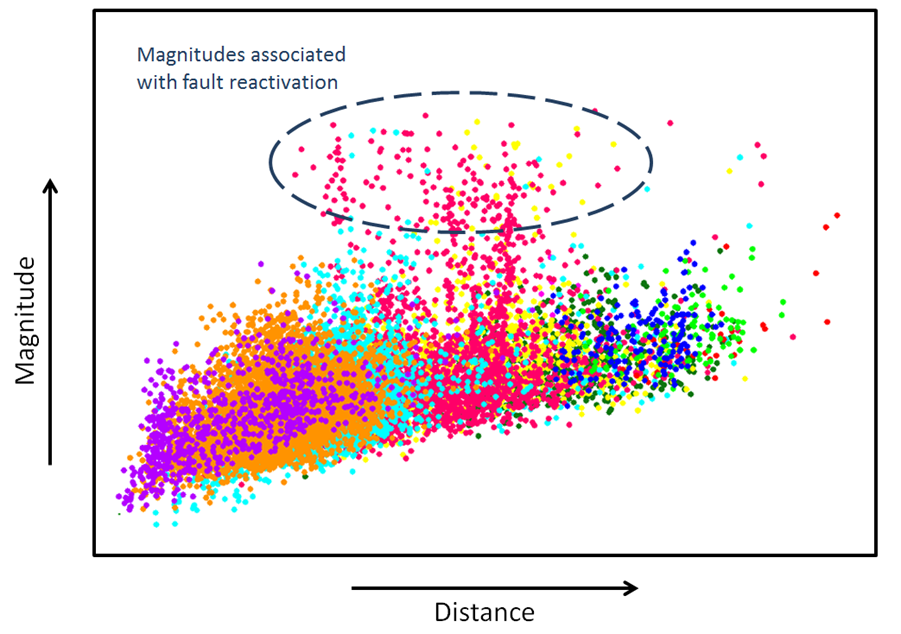 Magnitudes associated
with fault reactivation
Magnitude
Distance